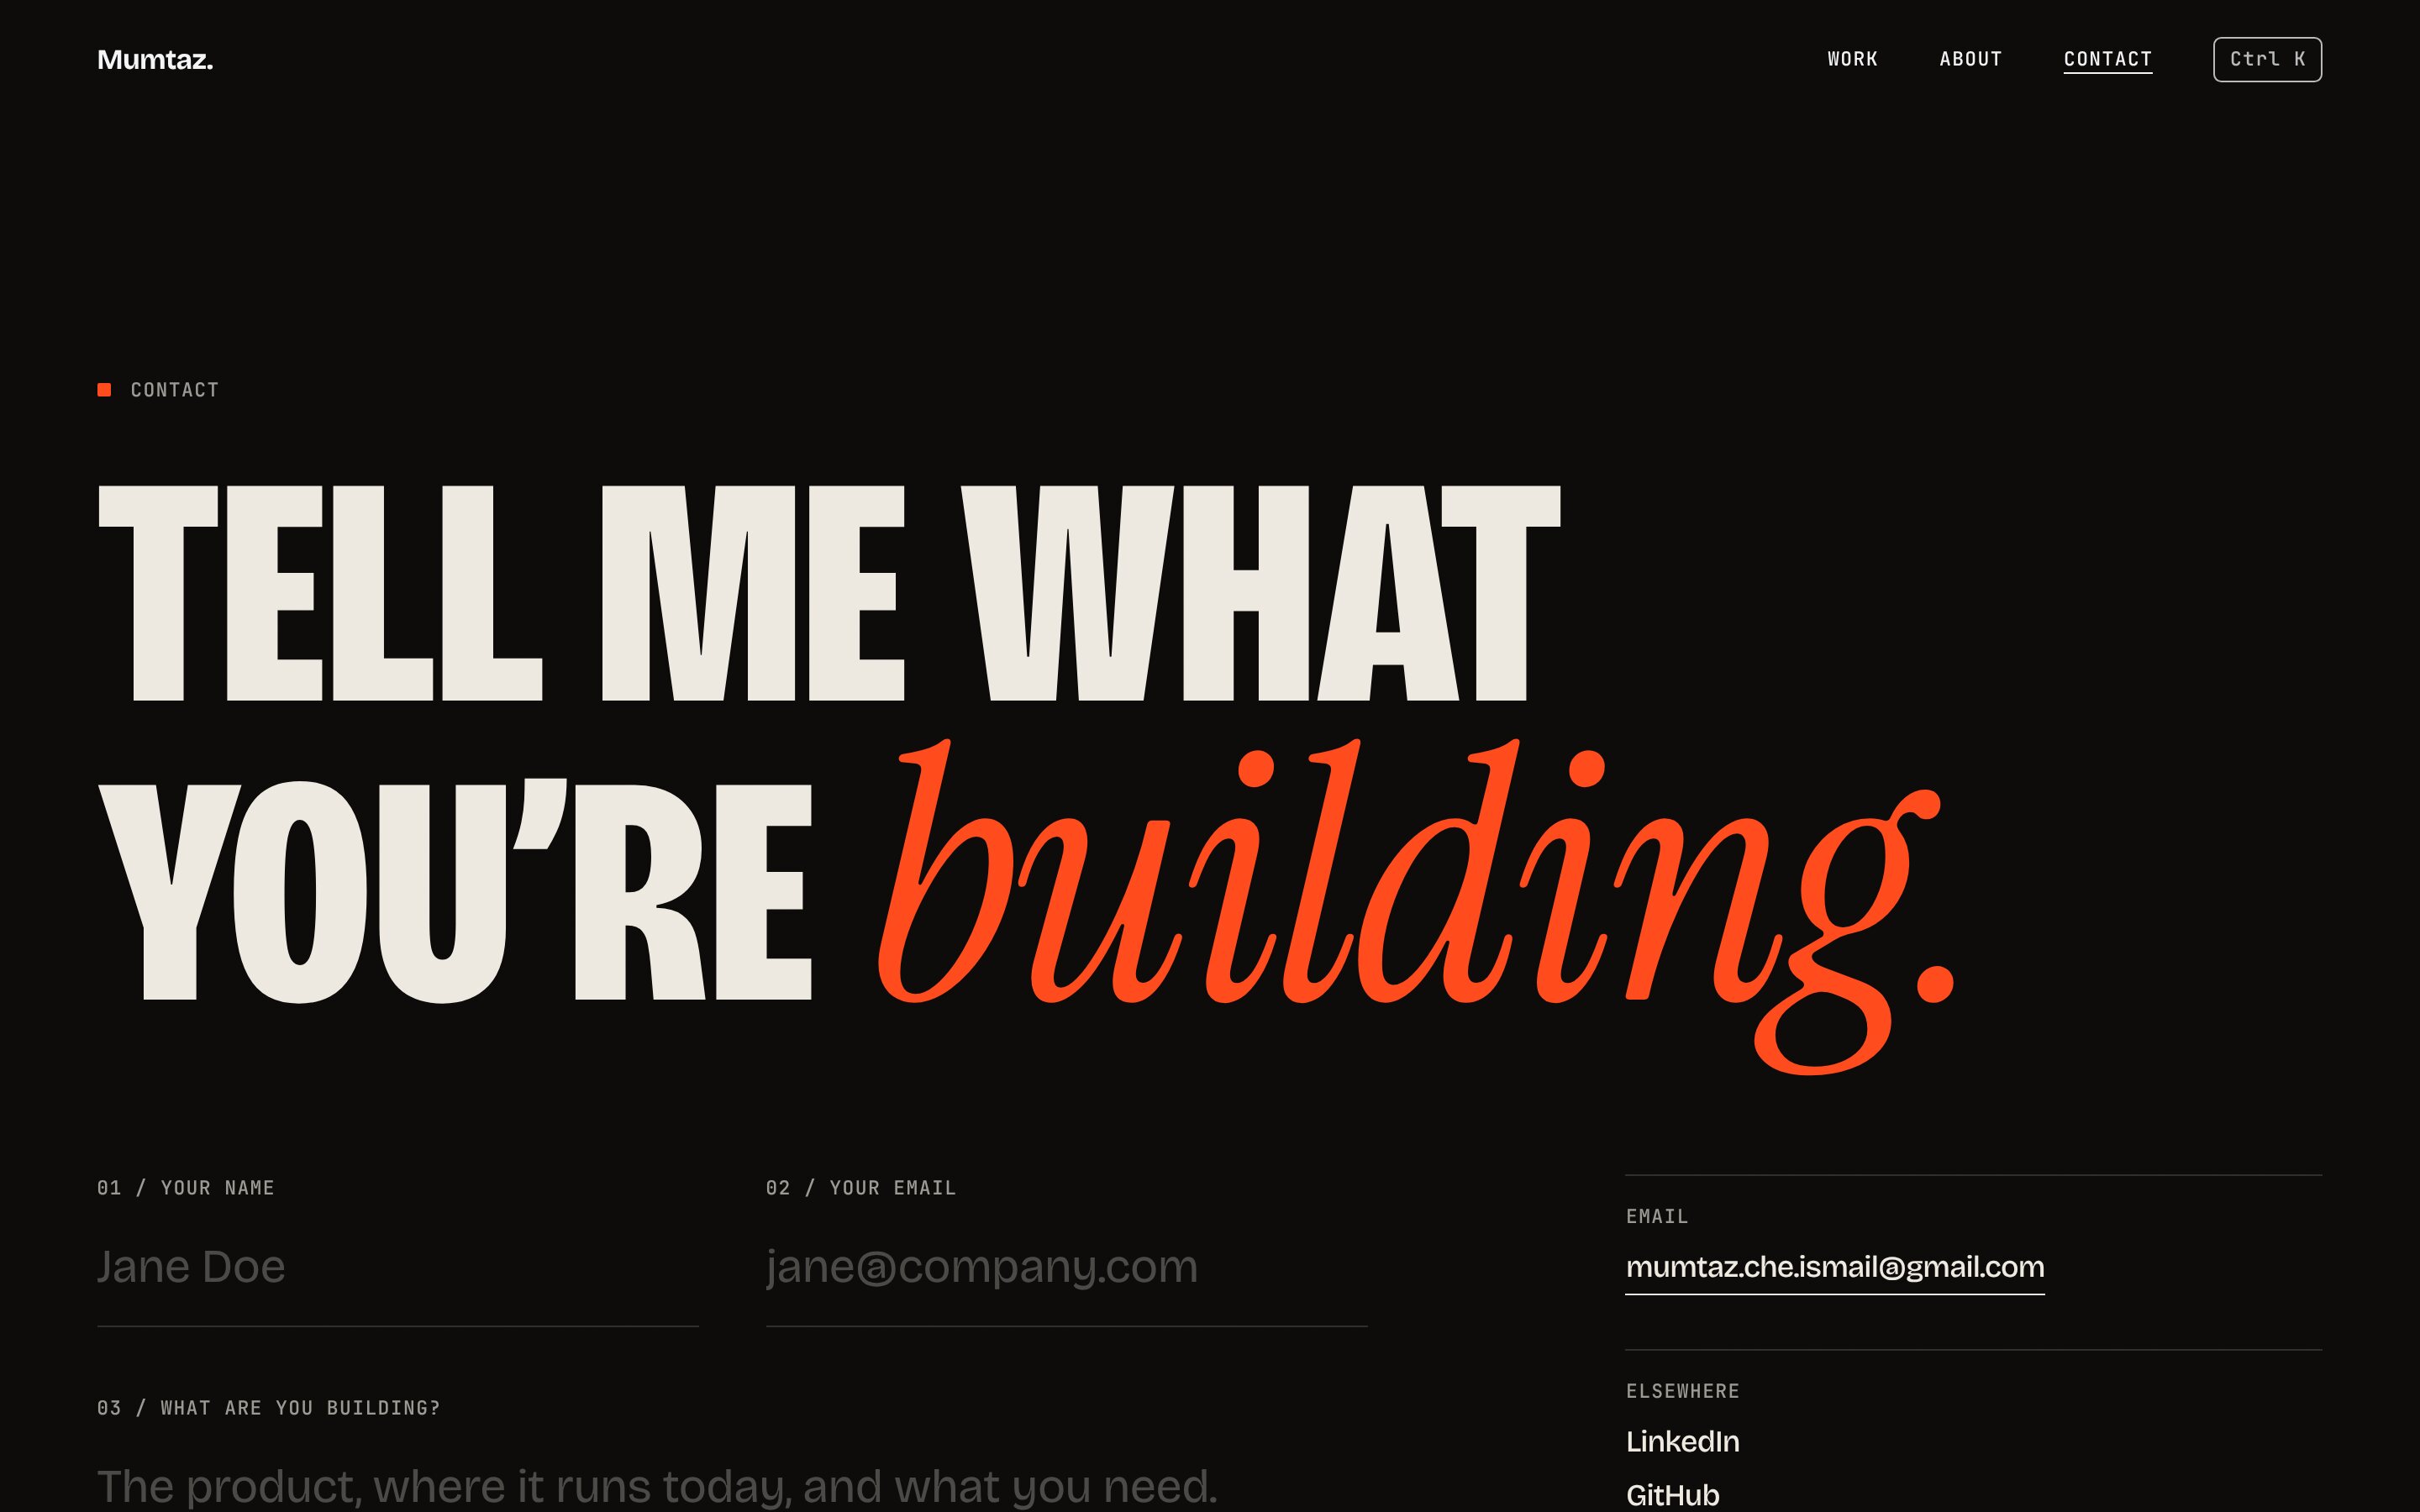 Mumtaz.
WORK
ABOUT
CONTACT
Ctrl K
CONTACT
TELL ME WHAT
YOU’RE building.
01 / YOUR NAME
Jane Doe
02 / YOUR EMAIL
jane@company.com
03 / WHAT ARE YOU BUILDING?
The product, where it runs today, and what you need.
EMAIL
mumtaz.che.ismail@gmail.com
ELSEWHERE
LinkedIn
GitHub